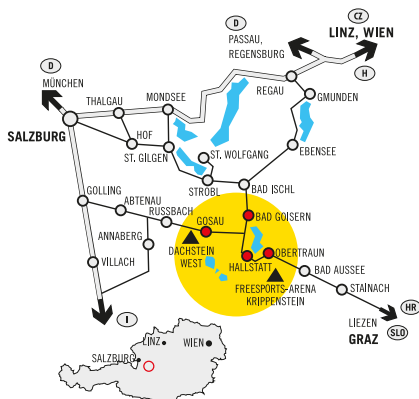 CZ
D
LINZ, WIEN
PASSAU,
REGENSBURG
H
D
MÜNCHEN
REGAU
GMUNDEN
THALGAU
MONDSEE
SALZBURG
HOF
ST. GILGEN
ST. WOLFGANG
EBENSEE
STROBL
BAD ISCHL
GOLLING
ABTENAU
RUSSBACH
GOSAU
BAD GOISERN
ANNABERG
DACHSTEIN
WEST
OBERTRAUN
HALLSTATT
VILLACH
BAD AUSSEE
FREESPORTS-ARENA
KRIPPENSTEIN
STAINACH
HR
I
LIEZEN
GRAZ
SLO
LINZ
WIEN
SALZBURG